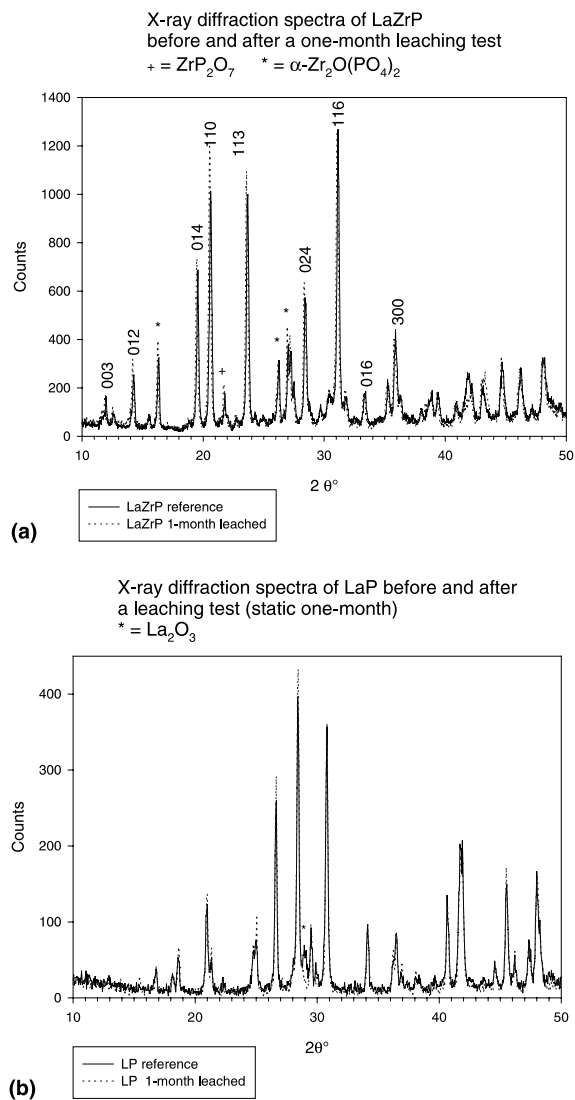 X-ray diffraction spectra of LaZrP
before and after a one-month leaching test
+ = ZrP₂O₇ * = α-Zr₂O(PO₄)₂
1400
1200
1000
800
600
400
200
0
Counts
003
012
*
014
110
+
113
*
*
024
116
016
300
10
20
30
40
50
2 θ°
LaZrP reference
LaZrP 1-month leached
(a)
X-ray diffraction spectra of LaP before and after
a leaching test (static one-month)
* = La₂O₃
400
300
200
100
0
Counts
*
10
20
30
40
50
2θ°
LP reference
LP 1-month leached
(b)